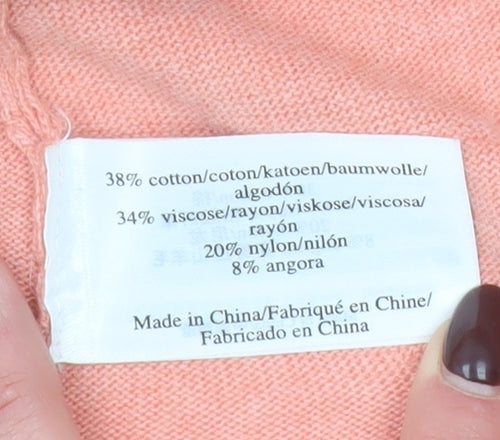 38% cotton/coton/katoen/baumwolle/
algodón
34% viscose/rayon/viskose/viscosa/
rayón
20% nylon/nilón
8% angora
Made in China/Fabriqué en Chine/
Fabricado en China